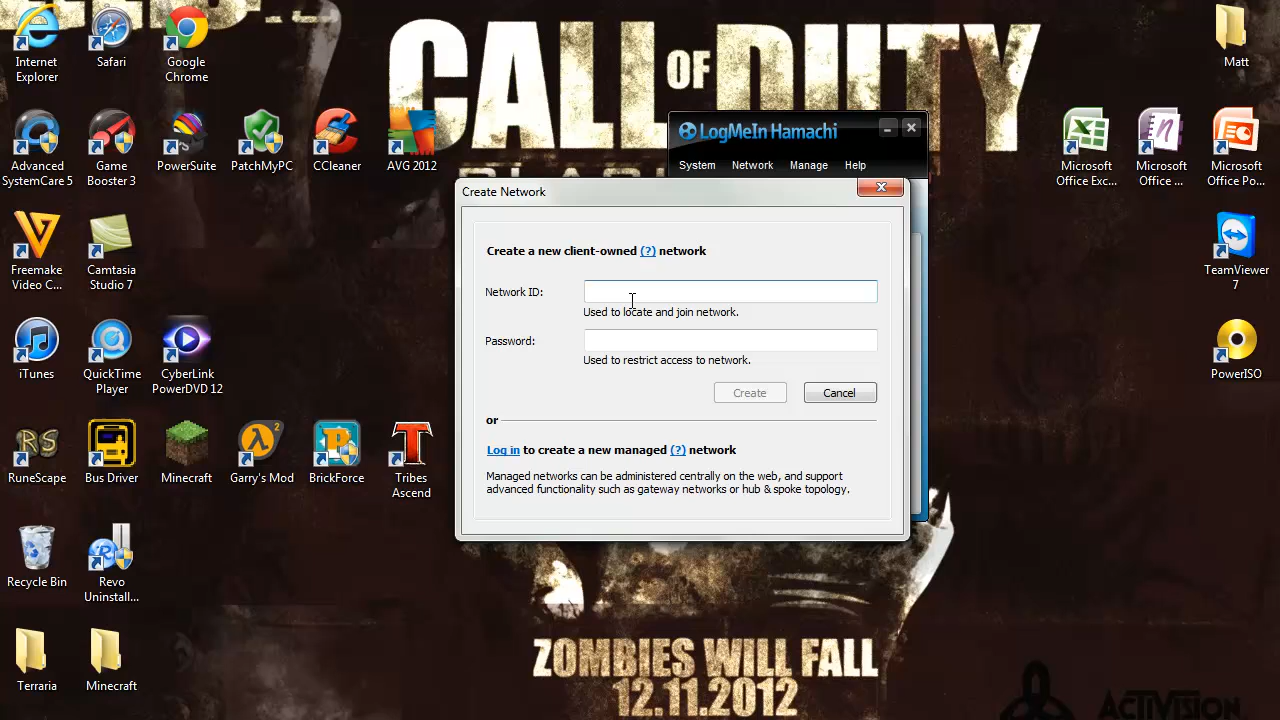 CALL OF DUTY
Internet
Explorer
Safari
Google
Chrome
Matt
Advanced
SystemCare 5
Game
Booster 3
PowerSuite
PatchMyPC
CCleaner
AVG 2012
LogMeIn Hamachi
System Network Manage Help
Microsoft
Office Exc...
Microsoft
Office ...
Microsoft
Office Po...
Create Network
Create a new client-owned (?) network
Network ID:
Used to locate and join network.
Password:
Used to restrict access to network.
Create Cancel
or
Log in to create a new managed (?) network
Managed networks can be administered centrally on the web, and support
advanced functionality such as gateway networks or hub & spoke topology.
Freemake
Video C...
Camtasia
Studio 7
TeamViewer
7
iTunes
QuickTime
Player
CyberLink
PowerDVD 12
PowerISO
RS
RuneScape
Bus Driver
Minecraft
2
Garry's Mod
BrickForce
Tribes
Ascend
Recycle Bin
Revo
Uninstall...
Terraria
Minecraft
ZOMBIES WILL FALL
12.11.2012
ACTIVISION